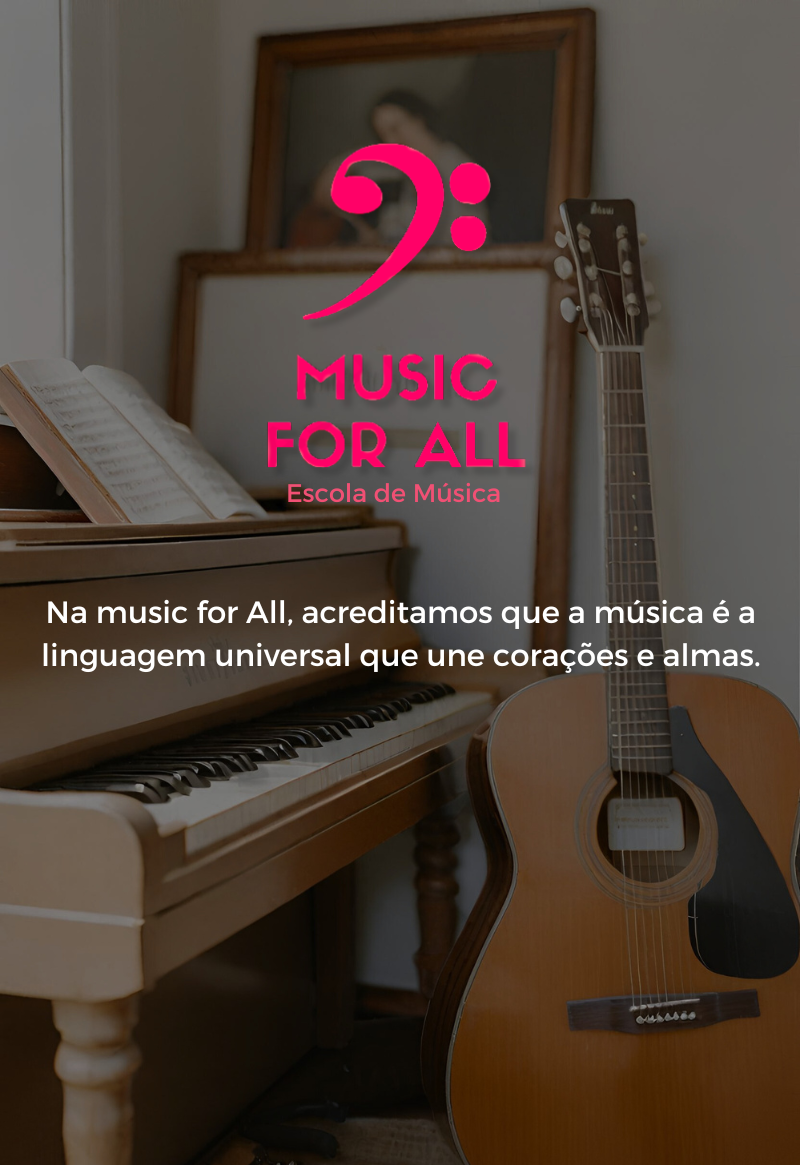 MUSIC
FOR ALL
Escola de Música
Na music for All, acreditamos que a música é a
linguagem universal que une corações e almas.